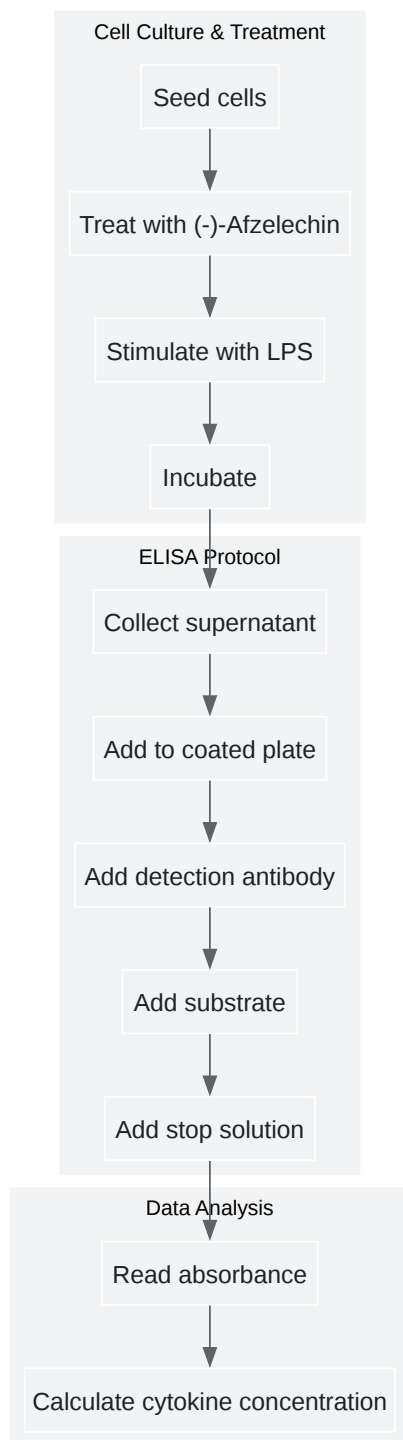 Cell Culture & Treatment
Seed cells
Treat with (-)-Afzelechin
Stimulate with LPS
Incubate
ELISA Protocol
Collect supernatant
Add to coated plate
Add detection antibody
Add substrate
Add stop solution
Data Analysis
Read absorbance
Calculate cytokine concentration